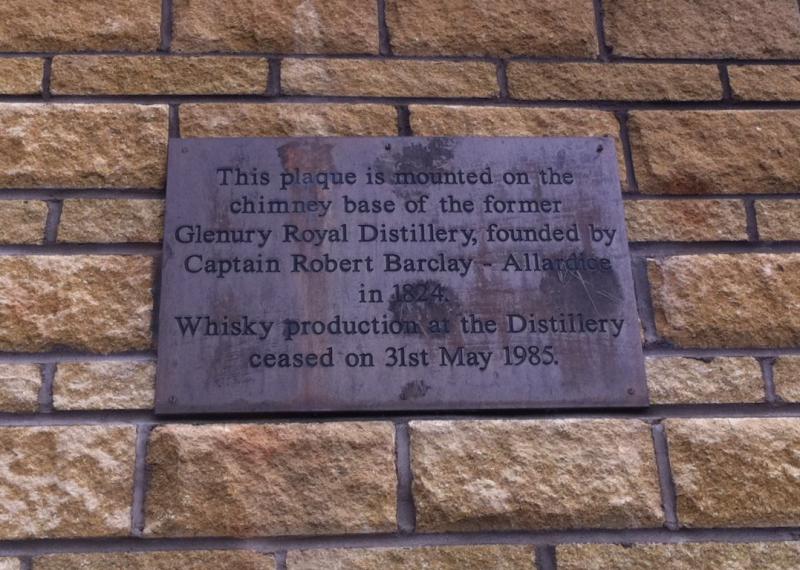 This plaque is mounted on the
chimney base of the former
Glenury Royal Distillery, founded by
Captain Robert Barclay - Allardice
in 1824.
Whisky production at the Distillery
ceased on 31st May 1985.